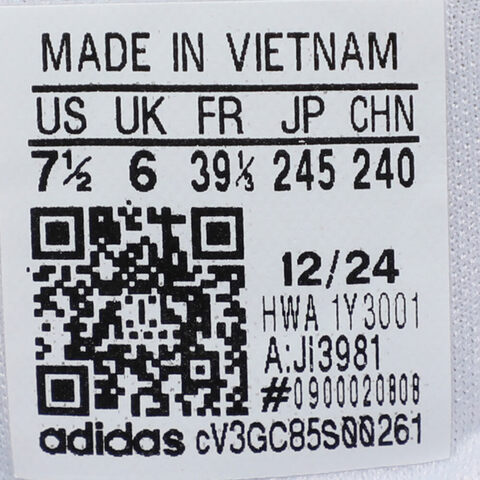 MADE IN VIETNAM
US UK FR JP CHN
7½ 6 39⅓ 245 240
12/24
HWA 1Y3001
A:JI3981
#0900020808
adidas cV3GC85S00261